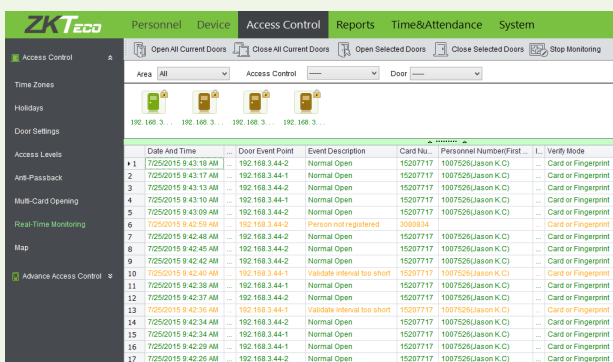 ZKTeco
Personnel Device Access Control Reports Time&Attendance System
Open All Current Doors Close All Current Doors Open Selected Doors Close Selected Doors Stop Monitoring
Access Control
Area All Access Control ----- Door -----
Time Zones
Holidays
192.168.3... 192.168.3... 192.168.3... 192.168.3...
Door Settings
Access Levels
Anti-Passback
Multi-Card Opening
Real-Time Monitoring
Map
Advance Access Control
Date And Time ... Door Event Point Event Description Card Nu... Personnel Number(First ... I... Verify Mode
1 7/25/2015 9:43:18 AM ... 192.168.3.44-2 Normal Open 15207717 1007526(Jason K.C) ... Card or Fingerprint
2 7/25/2015 9:43:17 AM ... 192.168.3.44-1 Normal Open 15207717 1007526(Jason K.C) ... Card or Fingerprint
3 7/25/2015 9:43:13 AM ... 192.168.3.44-2 Normal Open 15207717 1007526(Jason K.C) ... Card or Fingerprint
4 7/25/2015 9:43:10 AM ... 192.168.3.44-1 Normal Open 15207717 1007526(Jason K.C) ... Card or Fingerprint
5 7/25/2015 9:43:09 AM ... 192.168.3.44-2 Normal Open 15207717 1007526(Jason K.C) ... Card or Fingerprint
6 7/25/2015 9:42:59 AM ... 192.168.3.44-2 Person not registered 3080834 ... Card or Fingerprint
7 7/25/2015 9:42:48 AM ... 192.168.3.44-2 Normal Open 15207717 1007526(Jason K.C) ... Card or Fingerprint
8 7/25/2015 9:42:45 AM ... 192.168.3.44-2 Normal Open 15207717 1007526(Jason K.C) ... Card or Fingerprint
9 7/25/2015 9:42:42 AM ... 192.168.3.44-2 Normal Open 15207717 1007526(Jason K.C) ... Card or Fingerprint
10 7/25/2015 9:42:40 AM ... 192.168.3.44-1 Validate interval too short 15207717 1007526(Jason K.C) ... Card or Fingerprint
11 7/25/2015 9:42:38 AM ... 192.168.3.44-1 Normal Open 15207717 1007526(Jason K.C) ... Card or Fingerprint
12 7/25/2015 9:42:37 AM ... 192.168.3.44-2 Normal Open 15207717 1007526(Jason K.C) ... Card or Fingerprint
13 7/25/2015 9:42:36 AM ... 192.168.3.44-1 Validate interval too short 15207717 1007526(Jason K.C) ... Card or Fingerprint
14 7/25/2015 9:42:34 AM ... 192.168.3.44-2 Normal Open 15207717 1007526(Jason K.C) ... Card or Fingerprint
15 7/25/2015 9:42:34 AM ... 192.168.3.44-1 Normal Open 15207717 1007526(Jason K.C) ... Card or Fingerprint
16 7/25/2015 9:42:29 AM ... 192.168.3.44-1 Normal Open 15207717 1007526(Jason K.C) ... Card or Fingerprint
17 7/25/2015 9:42:26 AM ... 192.168.3.44-2 Normal Open 15207717 1007526(Jason K.C) ... Card or Fingerprint